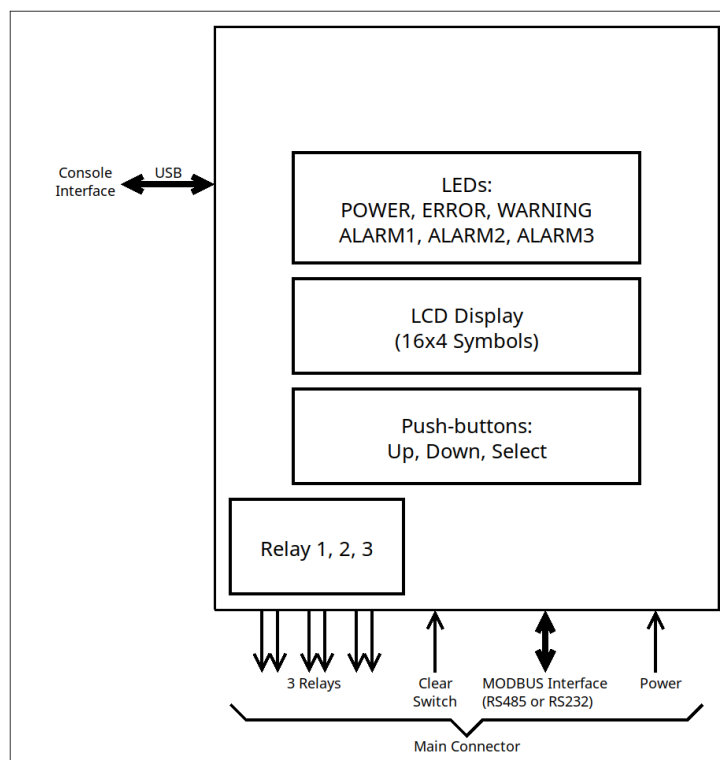 Console
Interface
USB
LEDs:
POWER, ERROR, WARNING
ALARM1, ALARM2, ALARM3
LCD Display
(16x4 Symbols)
Push-buttons:
Up, Down, Select
Relay 1, 2, 3
3 Relays
Clear
Switch
MODBUS Interface
(RS485 or RS232)
Power
Main Connector